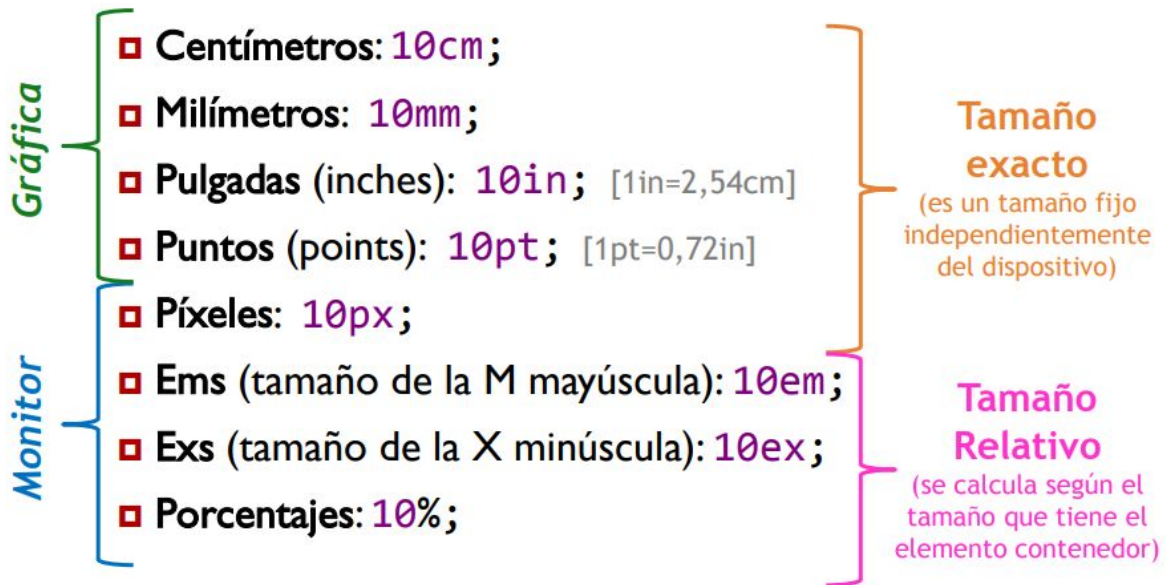 Gráfica
Centímetros: 10cm;
Milímetros: 10mm;
Pulgadas (inches): 10in; [1in=2,54cm]
Puntos (points): 10pt; [1pt=0,72in]
Monitor
Píxeles: 10px;
Ems (tamaño de la M mayúscula): 10em;
Exs (tamaño de la X minúscula): 10ex;
Porcentajes: 10%;
Tamaño
exacto
(es un tamaño fijo
independientemente
del dispositivo)
Tamaño
Relativo
(se calcula según el
tamaño que tiene el
elemento contenedor)